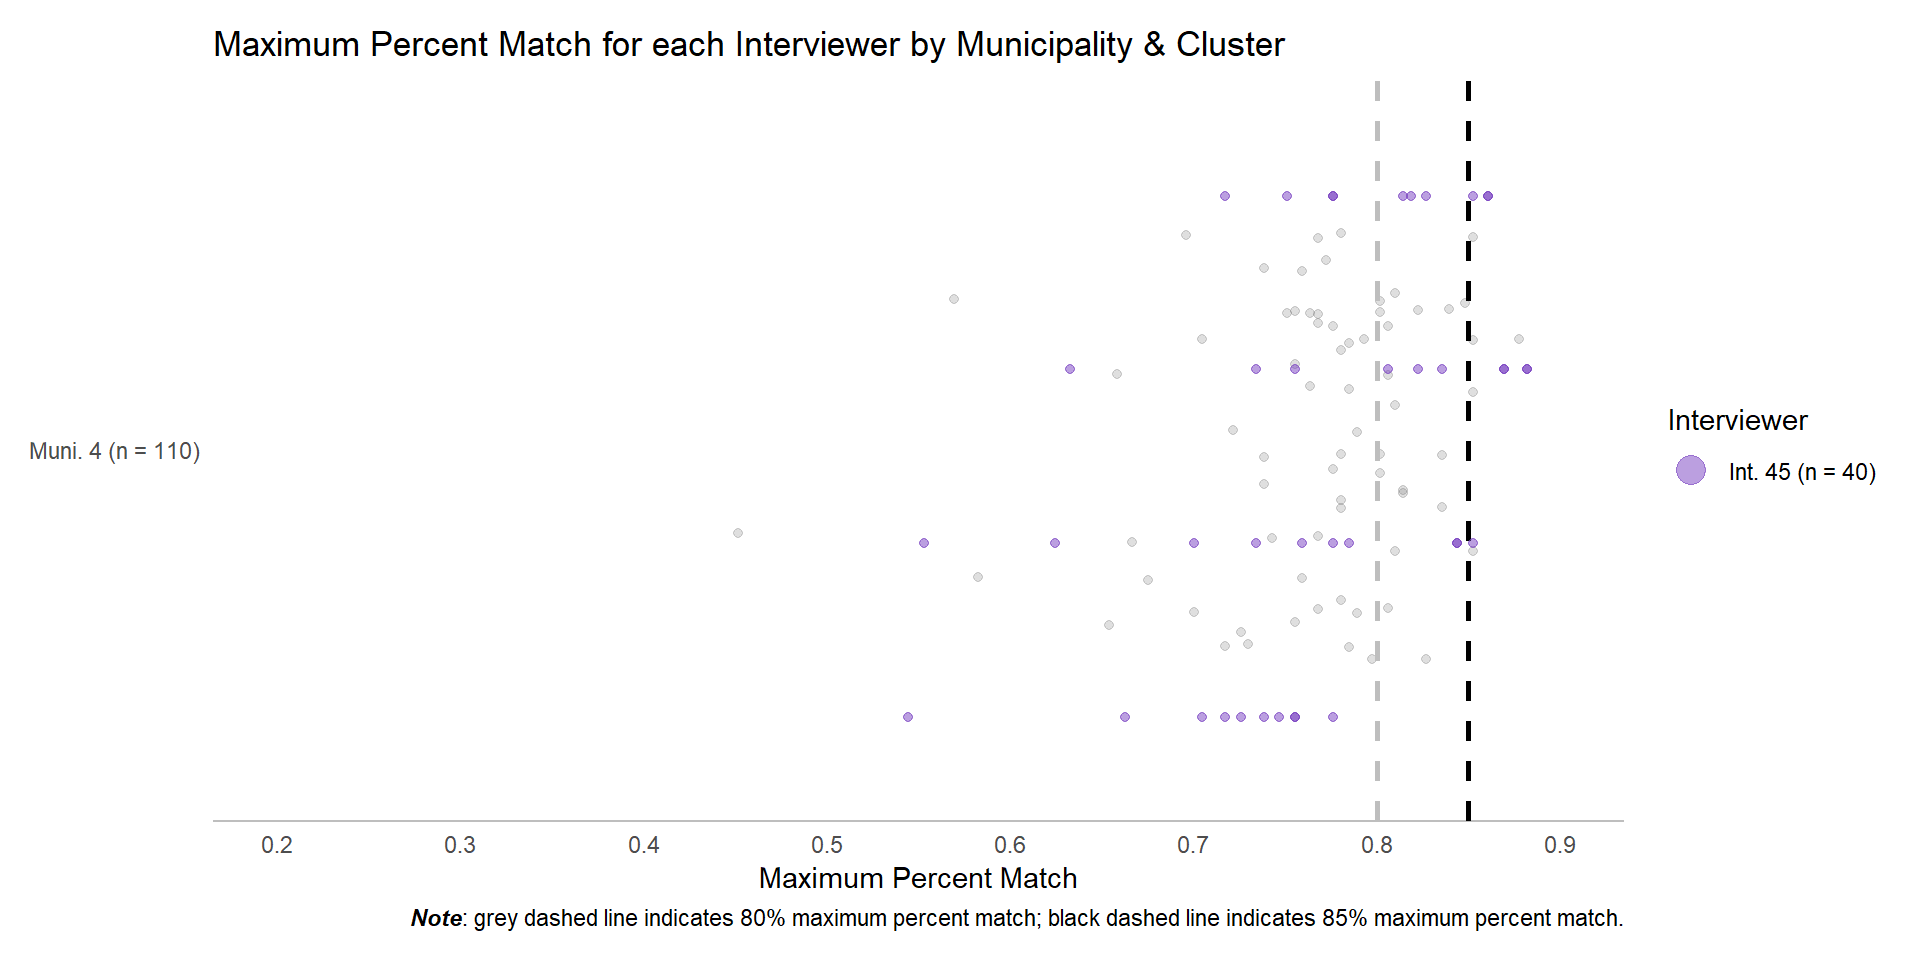 Maximum Percent Match for each Interviewer by Municipality & Cluster
Muni. 4 (n = 110)
Interviewer
Int. 45 (n = 40)
0.2 0.3 0.4 0.5 0.6 0.7 0.8 0.9
Maximum Percent Match
Note: grey dashed line indicates 80% maximum percent match; black dashed line indicates 85% maximum percent match.